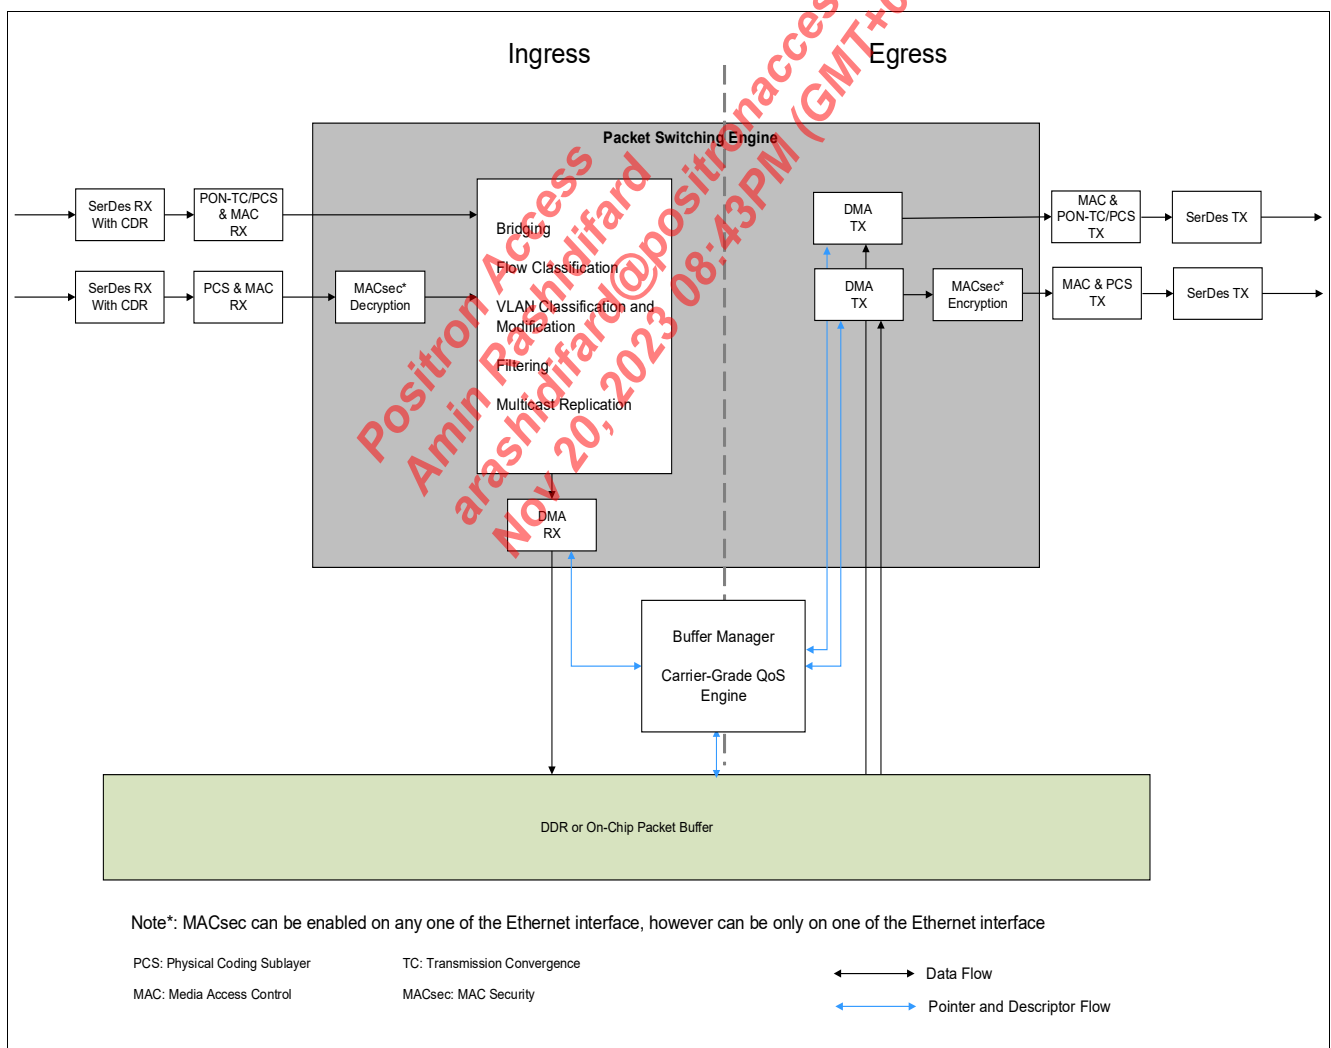 Ingress
Egress
Packet Switching Engine
SerDes RX
With CDR
PON-TC/PCS
& MAC
RX
Bridging
Flow Classification
VLAN Classification and
Modification
Filtering
Multicast Replication
DMA
TX
MAC &
PON-TC/PCS
TX
SerDes TX
SerDes RX
With CDR
PCS & MAC
RX
MACsec*
Decryption
DMA
TX
MACsec*
Encryption
MAC & PCS
TX
SerDes TX
DMA
RX
Buffer Manager
Carrier-Grade QoS
Engine
DDR or On-Chip Packet Buffer
Note*: MACsec can be enabled on any one of the Ethernet interface, however can be only on one of the Ethernet interface
PCS: Physical Coding Sublayer
TC: Transmission Convergence
MAC: Media Access Control
MACsec: MAC Security
Data Flow
Pointer and Descriptor Flow
Positron Access
Amin Rashidifard
arashidifard@positronacces
Nov 20, 2023 08:43PM (GMT+0